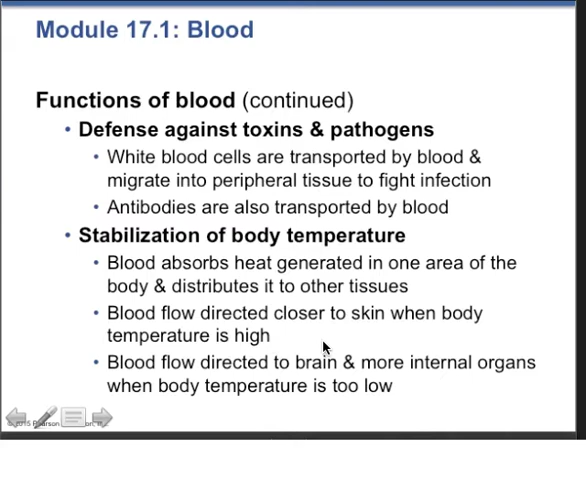 Module 17.1: Blood
Functions of blood (continued)
• Defense against toxins & pathogens
• White blood cells are transported by blood &
migrate into peripheral tissue to fight infection
• Antibodies are also transported by blood
• Stabilization of body temperature
• Blood absorbs heat generated in one area of the
body & distributes it to other tissues
• Blood flow directed closer to skin when body
temperature is high
• Blood flow directed to brain & more internal organs
when body temperature is too low
© 2015 Pearson